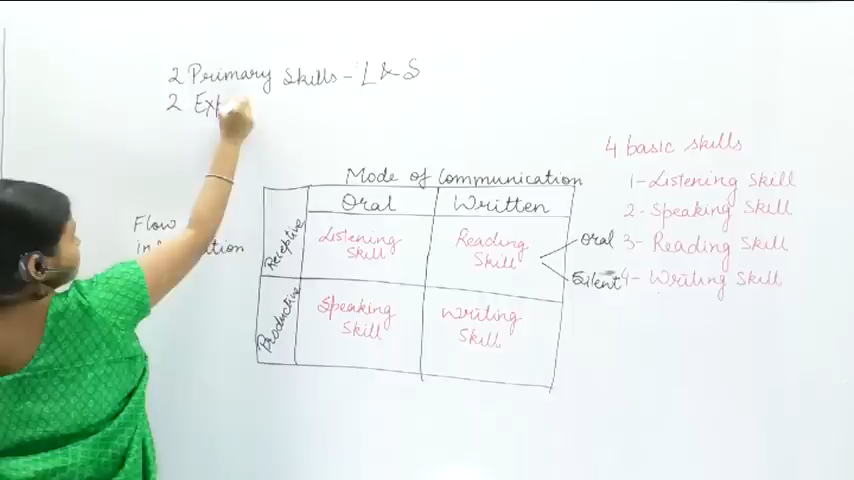 2 Primary Skills - L & S
2
4 basic skills
1- Listening Skill
2- Speaking Skill
3- Reading Skill
4- Writing Skill
Mode of Communication
Oral Written
Flow
Receptive
Listening Skill
Reading Skill
Oral
Silent
Productive
Speaking Skill
Writing Skill